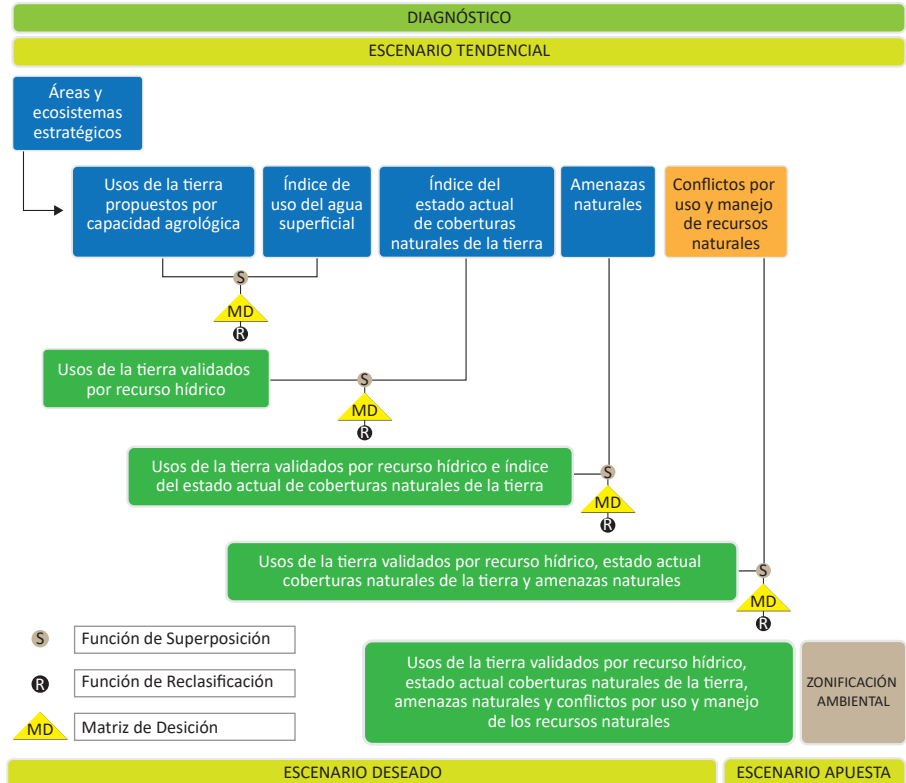 DIAGNÓSTICO
ESCENARIO TENDENCIAL
Áreas y
ecosistemas
estratégicos
Usos de la tierra
propuestos por
capacidad agrológica
Índice de
uso del agua
superficial
Índice del
estado actual
de coberturas
naturales de la tierra
Amenazas
naturales
Conflictos por
uso y manejo
de recursos
naturales
S
MD
R
Usos de la tierra validados
por recurso hídrico
S
MD
R
Usos de la tierra validados por recurso hídrico e índice
del estado actual de coberturas naturales de la tierra
S
MD
R
Usos de la tierra validados por recurso hídrico, estado actual
coberturas naturales de la tierra y amenazas naturales
S
MD
R
S Función de Superposición
R Función de Reclasificación
MD Matriz de Desición
Usos de la tierra validados por recurso hídrico,
estado actual coberturas naturales de la tierra,
amenazas naturales y conflictos por uso y manejo
de los recursos naturales
ZONIFICACIÓN
AMBIENTAL
ESCENARIO DESEADO
ESCENARIO APUESTA